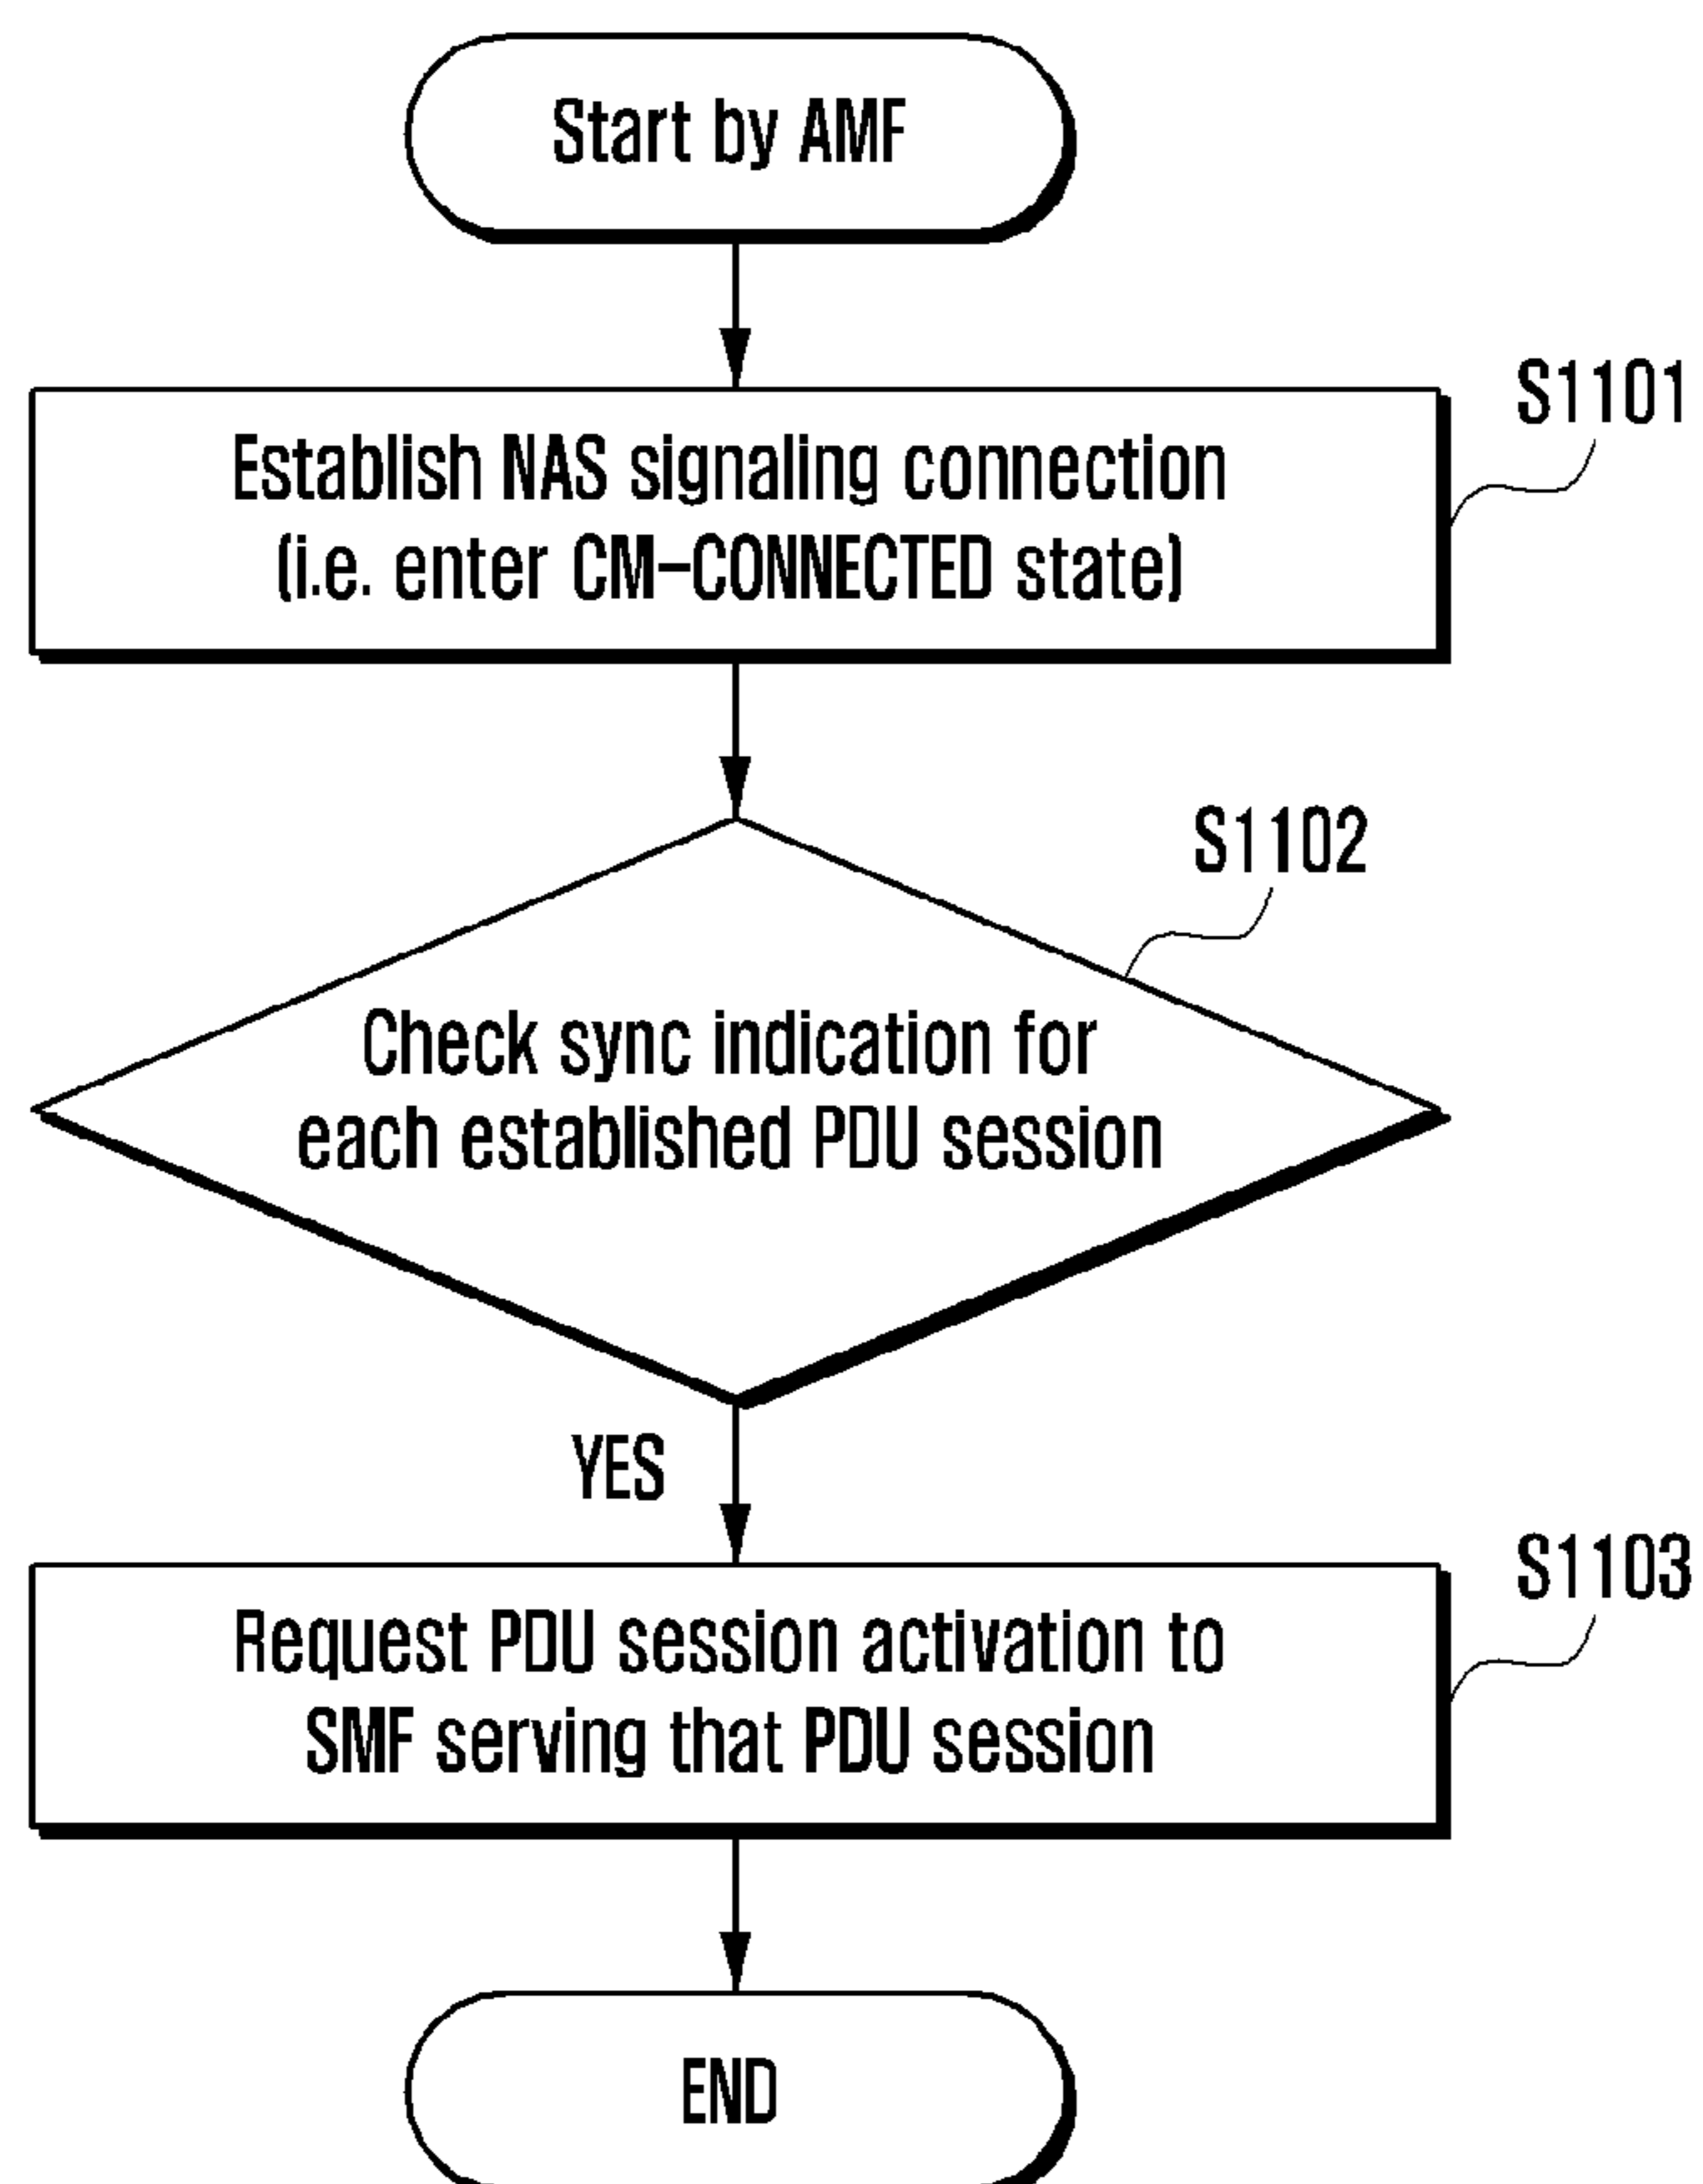 Start by AMF
S1101
Establish NAS signaling connection
(i.e. enter CM-CONNECTED state)
S1102
Check sync indication for
each established PDU session
YES
S1103
Request PDU session activation to
SMF serving that PDU session
END